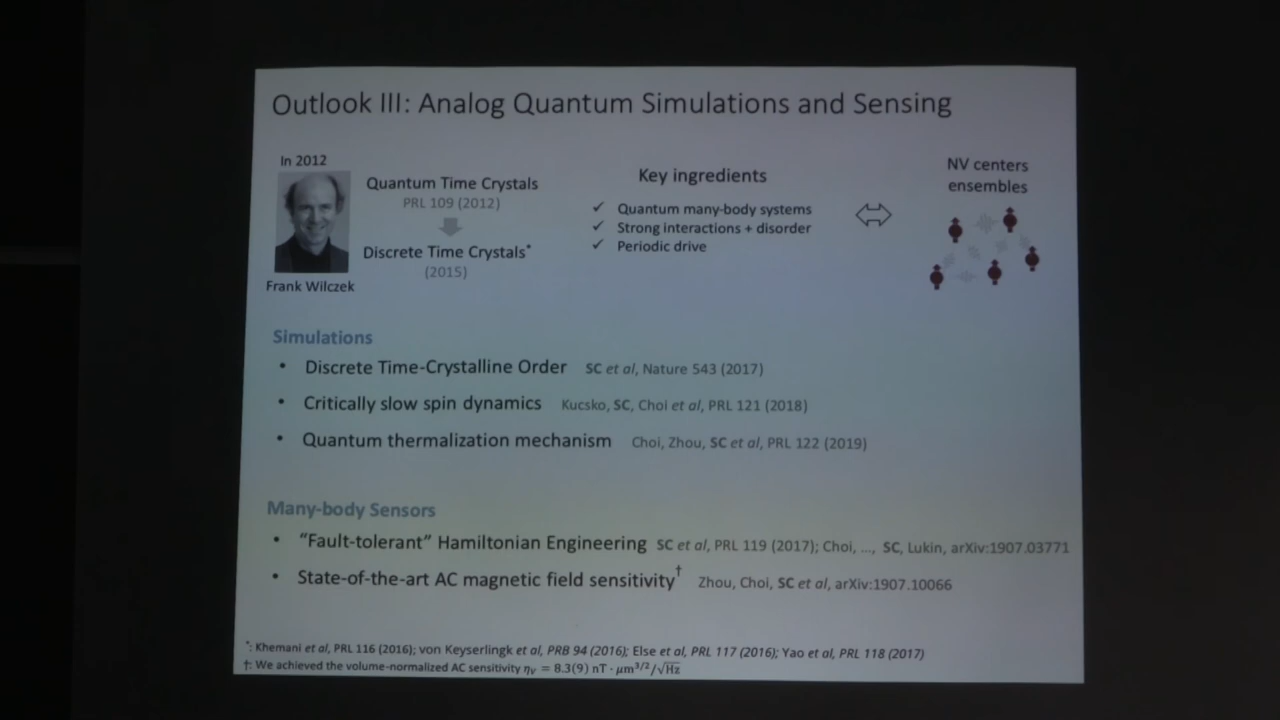 Outlook III: Analog Quantum Simulations and Sensing
In 2012
Frank Wilczek
Quantum Time Crystals
PRL 109 (2012)
Discrete Time Crystals*
(2015)
Key ingredients
✓ Quantum many-body systems
✓ Strong interactions + disorder
✓ Periodic drive
NV centers
ensembles
Simulations
• Discrete Time-Crystalline Order SC et al, Nature 543 (2017)
• Critically slow spin dynamics Kucsko, SC, Choi et al, PRL 121 (2018)
• Quantum thermalization mechanism Choi, Zhou, SC et al, PRL 122 (2019)
Many-body Sensors
• “Fault-tolerant” Hamiltonian Engineering SC et al, PRL 119 (2017); Choi, ..., SC, Lukin, arXiv:1907.03771
• State-of-the-art AC magnetic field sensitivity† Zhou, Choi, SC et al, arXiv:1907.10066
*: Khemani et al, PRL 116 (2016); von Keyserlingk et al, PRB 94 (2016); Else et al, PRL 117 (2016); Yao et al, PRL 118 (2017)
†: We achieved the volume-normalized AC sensitivity ηᵥ = 8.3(9) nT · μm^3/2/√Hz